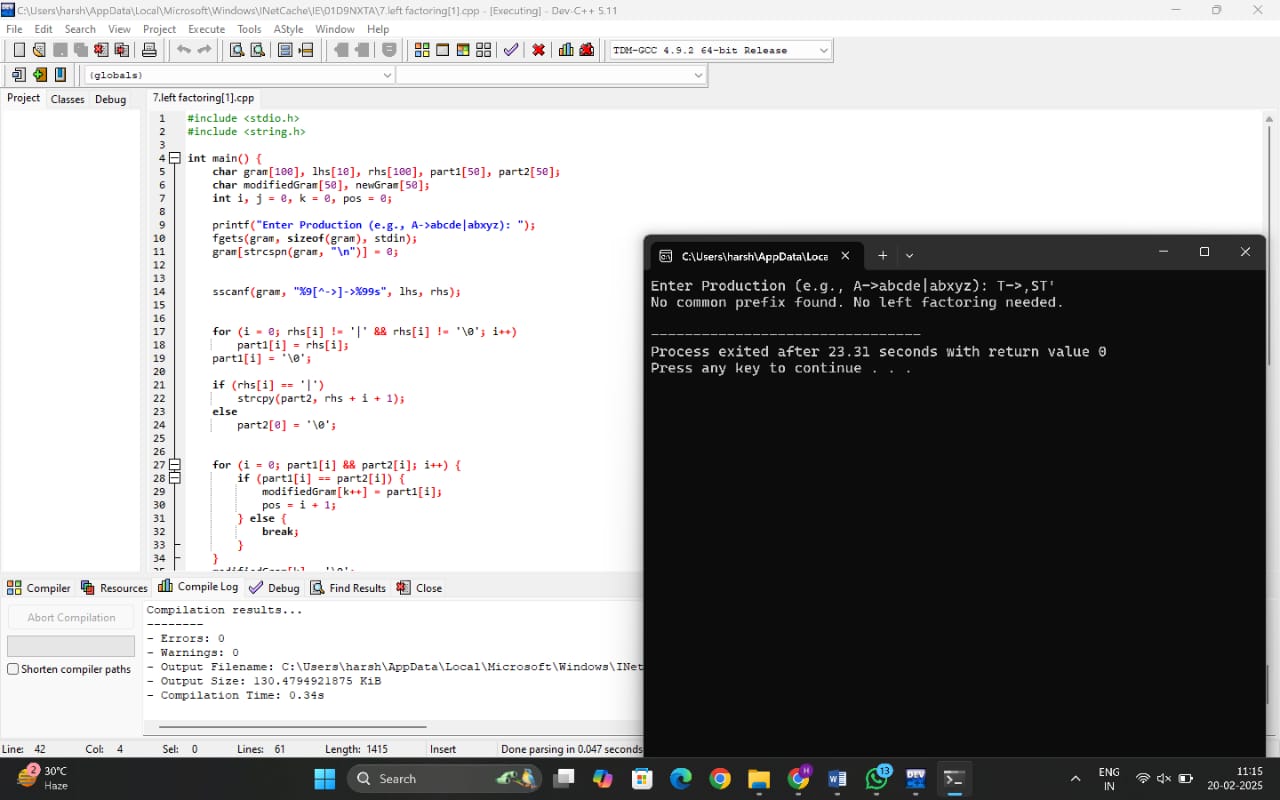 C:\Users\harsh\AppData\Local\Microsoft\Windows\INetCache\IE\01D9NXTA\7.left factoring[1].cpp - [Executing] - Dev-C++ 5.11
File Edit Search View Project Execute Tools AStyle Window Help
TDM-GCC 4.9.2 64-bit Release
(globals)
Project Classes Debug
7.left factoring[1].cpp
1 #include <stdio.h>
2 #include <string.h>
3
4 int main() {
5 char gram[100], lhs[10], rhs[100], part1[50], part2[50];
6 char modifiedGram[50], newGram[50];
7 int i, j = 0, k = 0, pos = 0;
8
9 printf("Enter Production (e.g., A->abcde|abxyz): ");
10 fgets(gram, sizeof(gram), stdin);
11 gram[strcspn(gram, "\n")] = 0;
12
13
14 sscanf(gram, "%9[^->]->%99s", lhs, rhs);
15
16
17 for (i = 0; rhs[i] != '|' && rhs[i] != '\0'; i++)
18 part1[i] = rhs[i];
19 part1[i] = '\0';
20
21 if (rhs[i] == '|')
22 strcpy(part2, rhs + i + 1);
23 else
24 part2[0] = '\0';
25
26
27 for (i = 0; part1[i] && part2[i]; i++) {
28 if (part1[i] == part2[i]) {
29 modifiedGram[k++] = part1[i];
30 pos = i + 1;
31 } else {
32 break;
33 }
34 }
C:\Users\harsh\AppData\Loca
Enter Production (e.g., A->abcde|abxyz): T->,ST'
No common prefix found. No left factoring needed.
--------------------------------
Process exited after 23.31 seconds with return value 0
Press any key to continue . . .
Compiler Resources Compile Log Debug Find Results Close
Abort Compilation
Shorten compiler paths
Compilation results...
--------
- Errors: 0
- Warnings: 0
- Output Filename: C:\Users\harsh\AppData\Local\Microsoft\Windows\INet
- Output Size: 130.4794921875 KiB
- Compilation Time: 0.34s
Line: 42 Col: 4 Sel: 0 Lines: 61 Length: 1415 Insert Done parsing in 0.047 seconds
2
30°C
Haze
Search
H
13
DEV
ENG
IN
11:15
20-02-2025